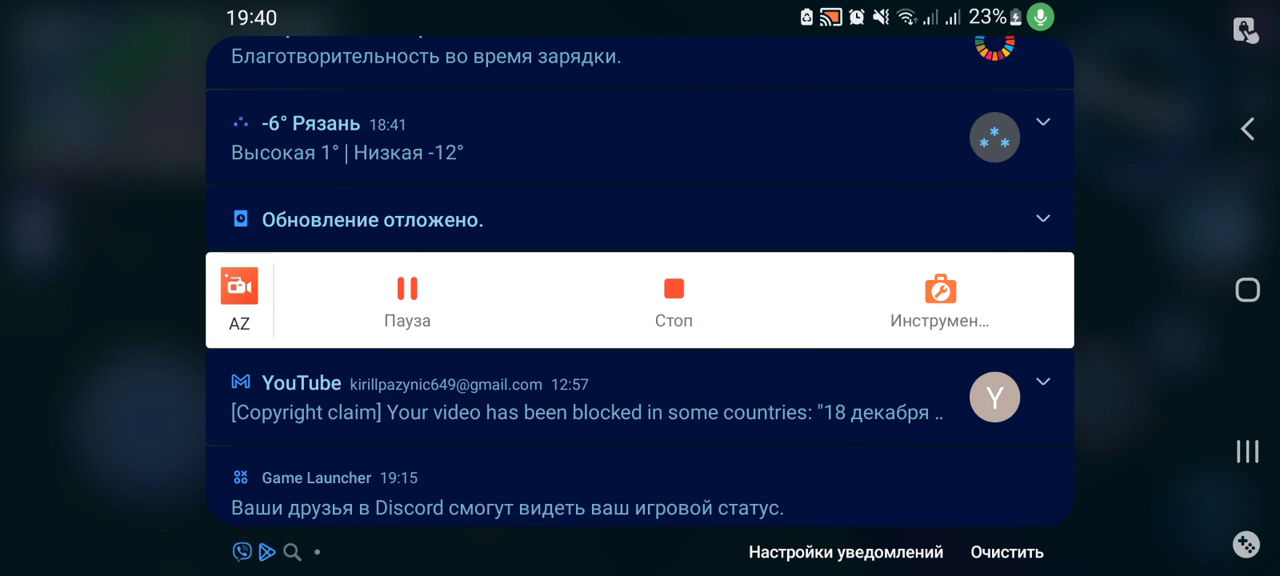 19:40
23%
Благотворительность во время зарядки.
-6° Рязань 18:41
Высокая 1° | Низкая -12°
Обновление отложено.
AZ
Пауза
Стоп
Инструмен...
YouTube kirillpazynic649@gmail.com 12:57
Y
[Copyright claim] Your video has been blocked in some countries: "18 декабря ..
Game Launcher 19:15
Ваши друзья в Discord смогут видеть ваш игровой статус.
Настройки уведомлений
Очистить